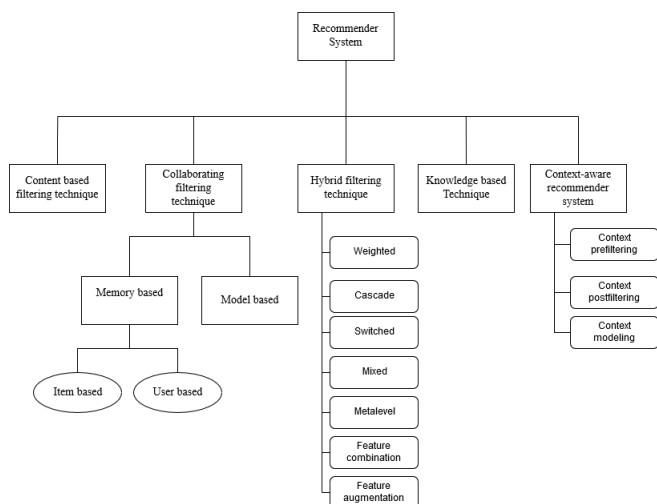 Recommender
System
Content based
filtering technique
Collaborating
filtering
technique
Hybrid filtering
technique
Knowledge based
Technique
Context-aware
recommender
system
Memory based
Model based
Item based
User based
Weighted
Cascade
Switched
Mixed
Metalevel
Feature
combination
Feature
augmentation
Context
prefiltering
Context
postfiltering
Context
modeling